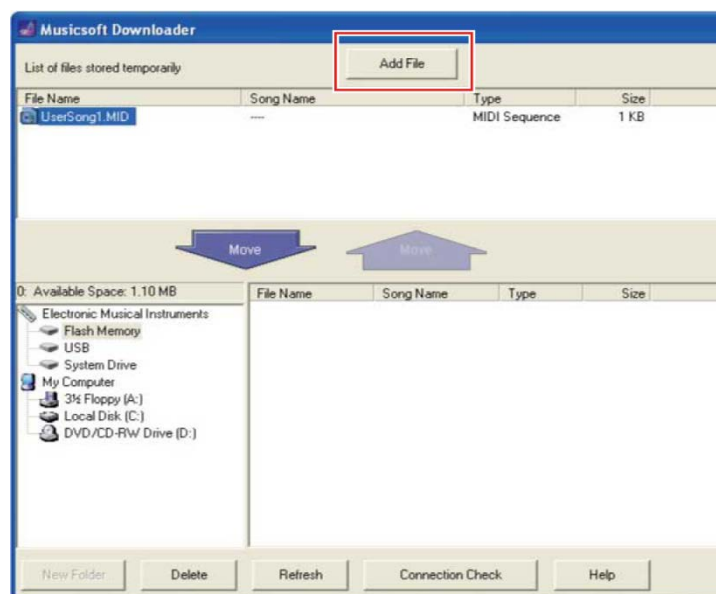 Musicsoft Downloader
List of files stored temporarily
Add File
File Name Song Name Type Size
UserSong1.MID ---- MIDI Sequence 1 KB
Move Move
0: Available Space: 1.10 MB
File Name Song Name Type Size
Electronic Musical Instruments
Flash Memory
USB
System Drive
My Computer
3½ Floppy (A:)
Local Disk (C:)
DVD/CD-RW Drive (D:)
New Folder Delete Refresh Connection Check Help